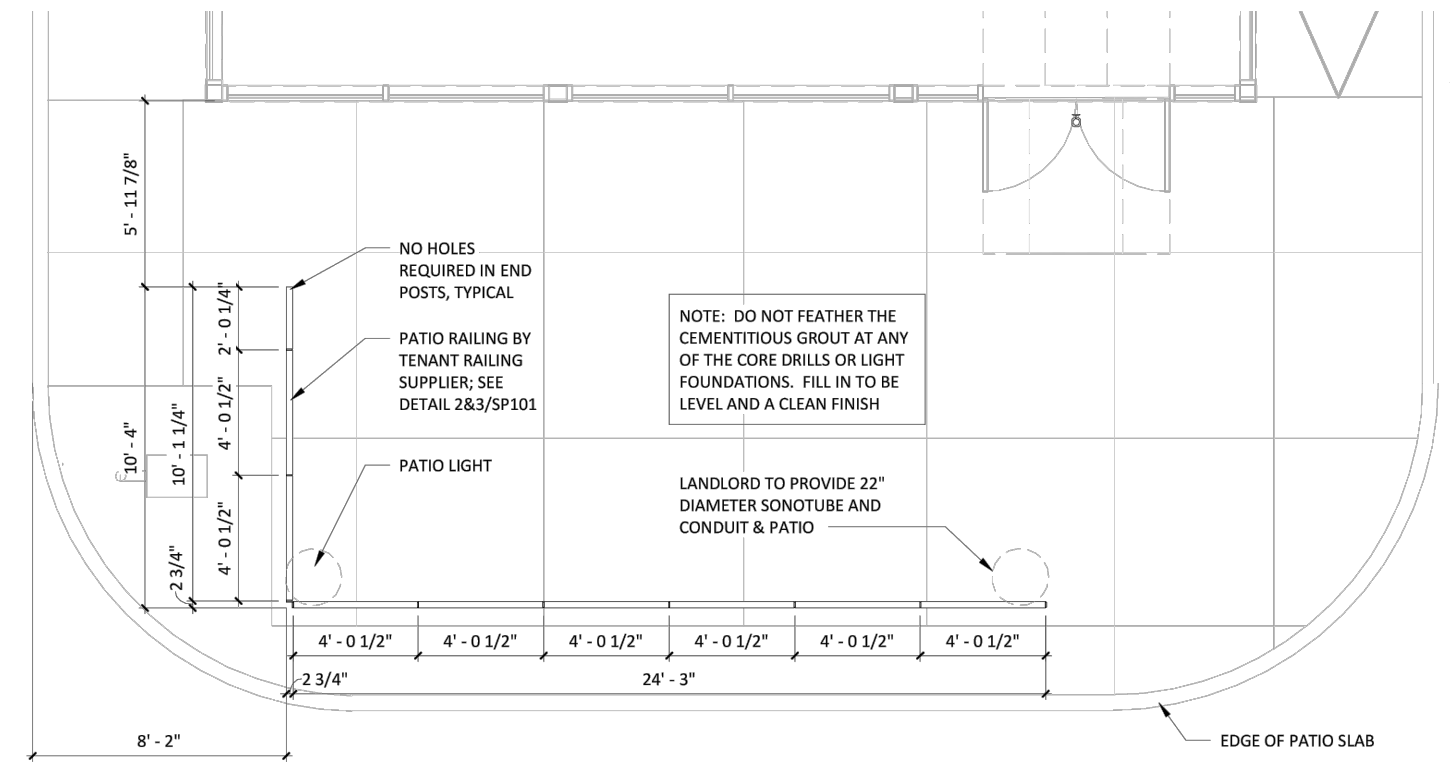 5' - 11 7/8"
NO HOLES
REQUIRED IN END
POSTS, TYPICAL
2' - 0 1/4"
NOTE:  DO NOT FEATHER THE
CEMENTITIOUS GROUT AT ANY
OF THE CORE DRILLS OR LIGHT
FOUNDATIONS.  FILL IN TO BE
LEVEL AND A CLEAN FINISH
PATIO RAILING BY
TENANT RAILING
SUPPLIER; SEE
DETAIL 2&3/SP101
4' - 0 1/2"
10' - 4"
10' - 1 1/4"
PATIO LIGHT
LANDLORD TO PROVIDE 22"
DIAMETER SONOTUBE AND
CONDUIT & PATIO
4' - 0 1/2"
2 3/4"
4' - 0 1/2"
4' - 0 1/2"
4' - 0 1/2"
4' - 0 1/2"
4' - 0 1/2"
4' - 0 1/2"
2 3/4"
24' - 3"
8' - 2"
EDGE OF PATIO SLAB